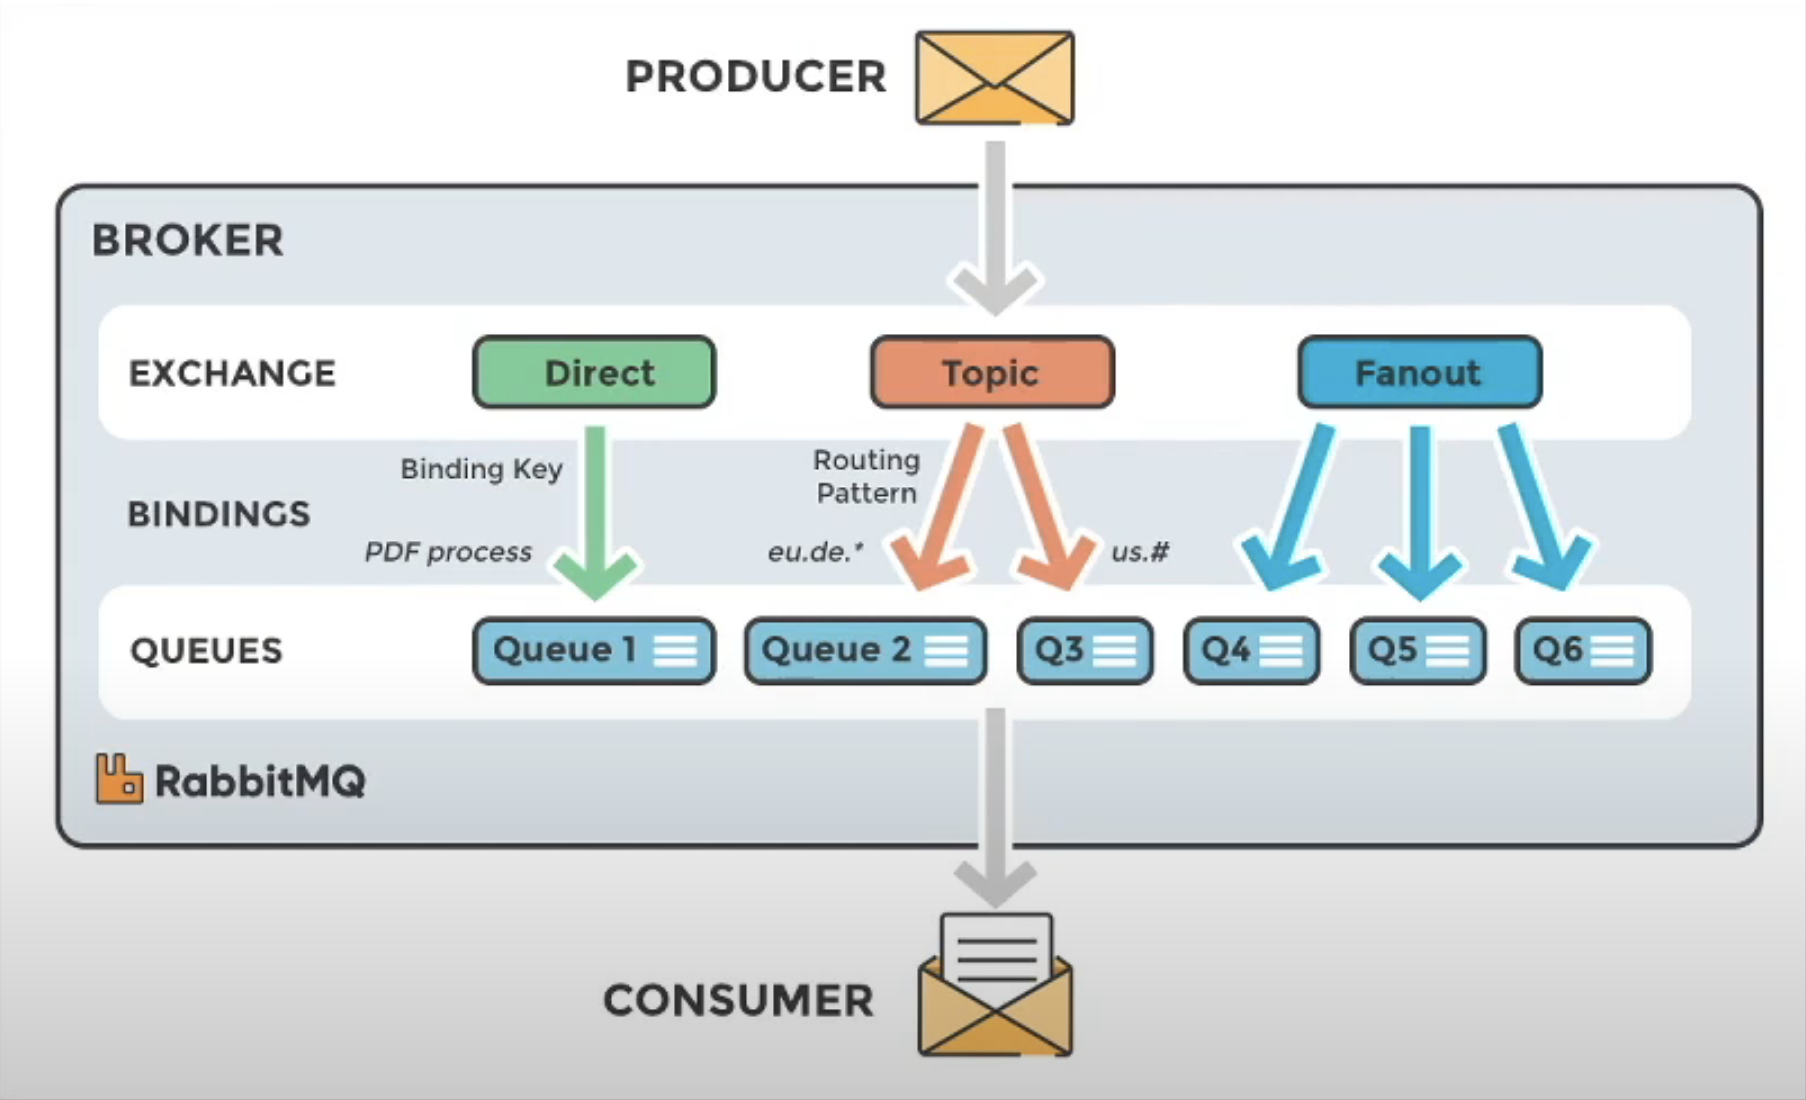 PRODUCER
BROKER
EXCHANGE
Direct
Topic
Fanout
Binding Key
Routing
Pattern
BINDINGS
PDF process
eu.de.*
us.#
QUEUES
Queue 1
Queue 2
Q3
Q4
Q5
Q6
RabbitMQ
CONSUMER